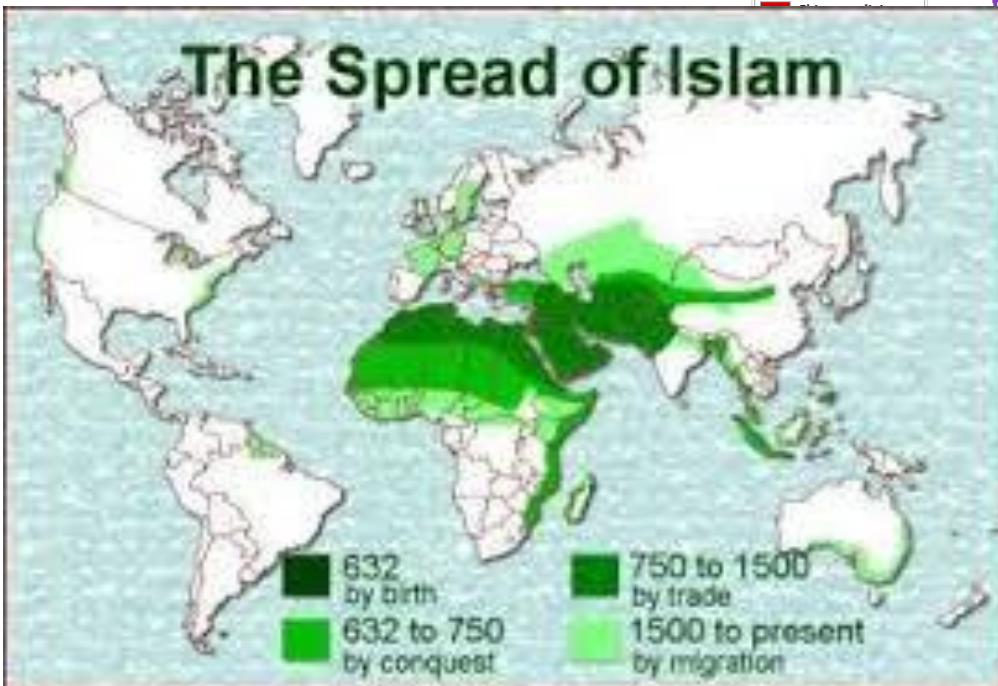 The Spread of Islam
632
by birth
632 to 750
by conquest
750 to 1500
by trade
1500 to present
by migration